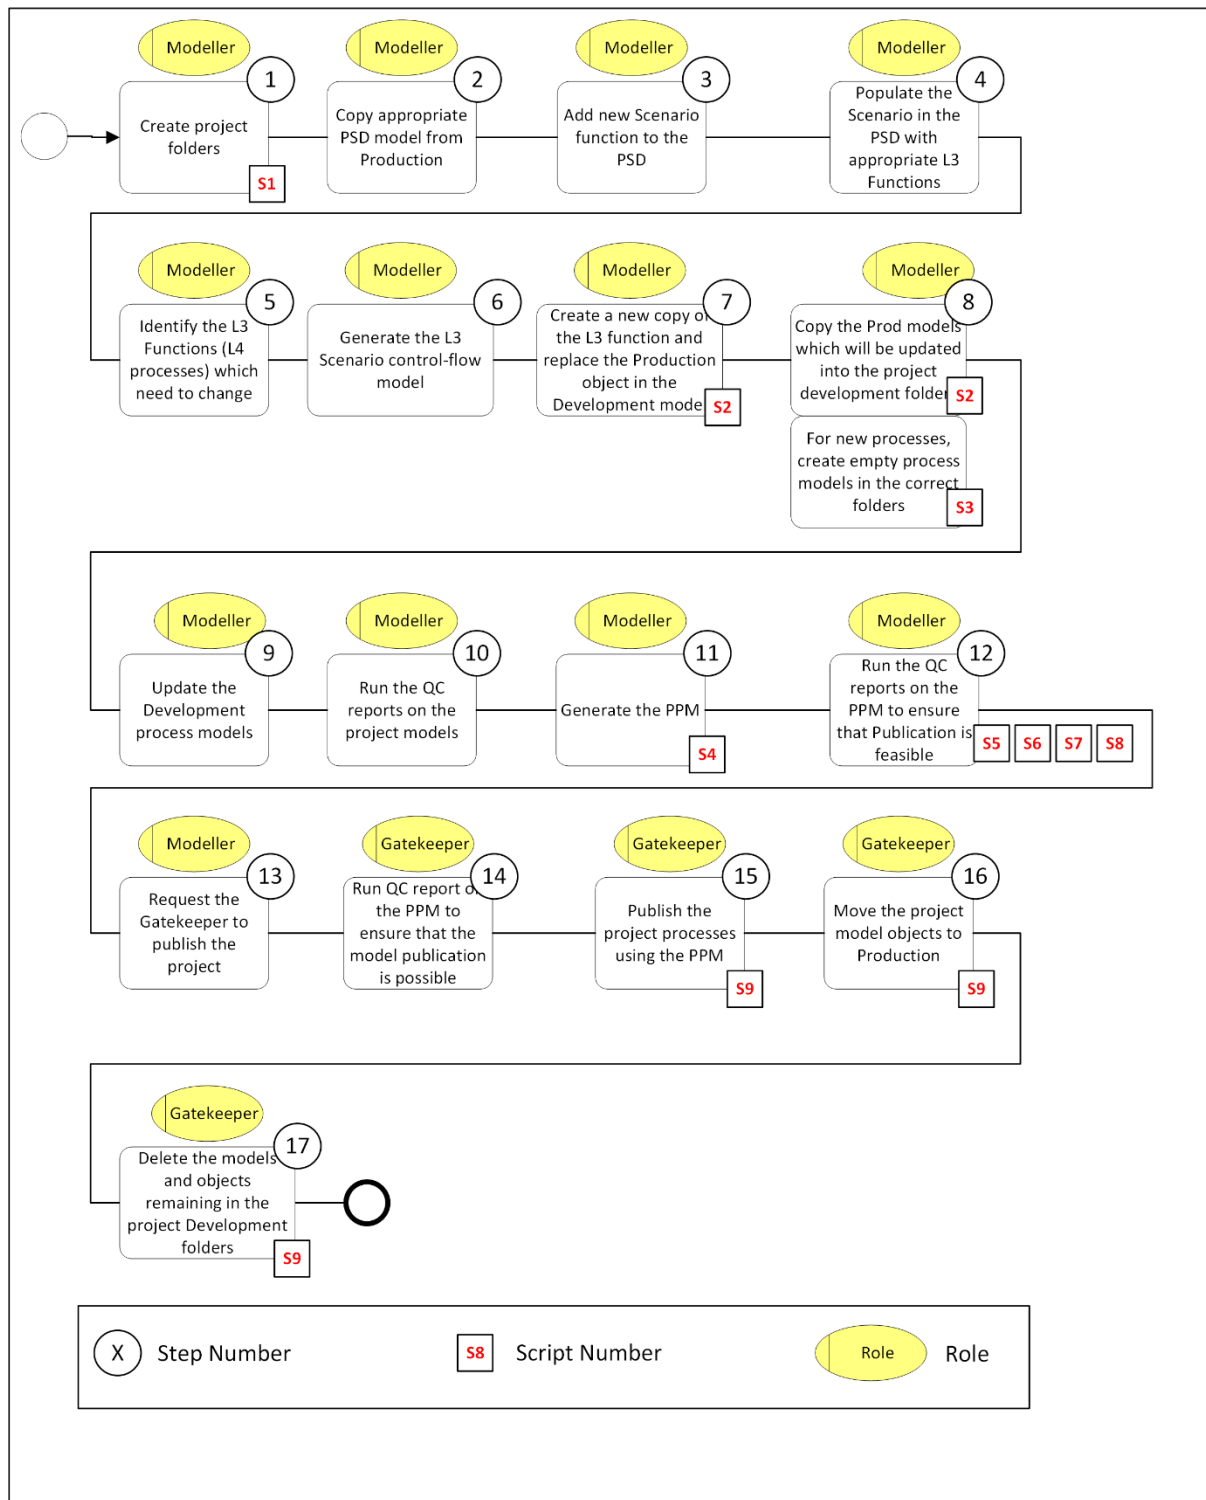 Modeller
1
Create project
folders
S1
Modeller
2
Copy appropriate
PSD model from
Production
Modeller
3
Add new Scenario
function to the
PSD
Modeller
4
Populate the
Scenario in the
PSD with
appropriate L3
Functions
Modeller
5
Identify the L3
Functions (L4
processes) which
need to change
Modeller
6
Generate the L3
Scenario control-flow
model
Modeller
7
Create a new copy of
the L3 function and
replace the Production
object in the
Development mode
S2
Modeller
8
Copy the Prod models
which will be updated
into the project
development folder
S2
For new processes,
create empty process
models in the correct
folders
S3
Modeller
9
Update the
Development
process models
Modeller
10
Run the QC
reports on the
project models
Modeller
11
Generate the PPM
S4
Modeller
12
Run the QC
reports on the
PPM to ensure
that Publication is
feasible
S5 S6 S7 S8
Modeller
13
Request the
Gatekeeper to
publish the
project
Gatekeeper
14
Run QC report on
the PPM to
ensure that the
model publication
is possible
Gatekeeper
15
Publish the
project processes
using the PPM
S9
Gatekeeper
16
Move the project
model objects to
Production
S9
Gatekeeper
17
Delete the models
and objects
remaining in the
project Development
folders
S9
X Step Number
S8 Script Number
Role Role